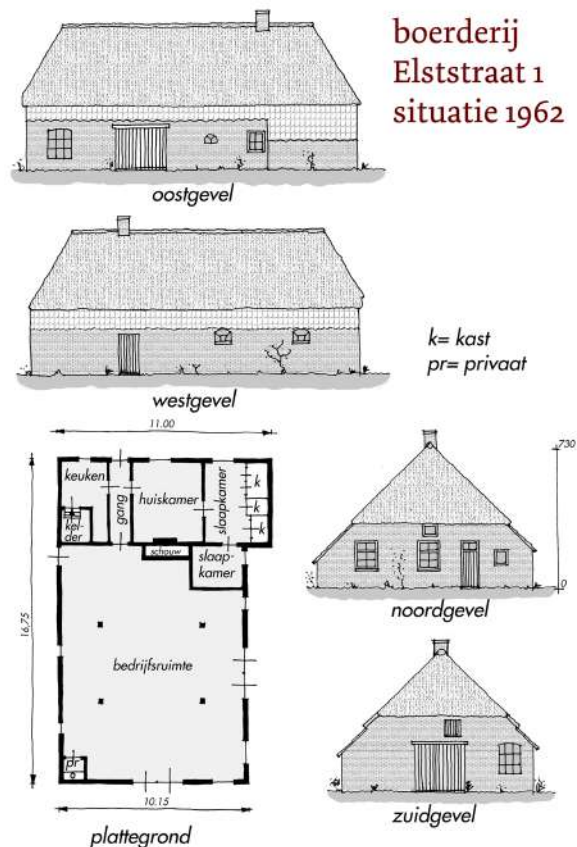 boerderij
Elststraat 1
situatie 1962
oostgevel
westgevel
k= kast
pr= privaat
11.00
16.75
keuken
kel-
der
gang
huiskamer
slaapkamer
k
k
k
schouw
slaap-
kamer
bedrijfsruimte
pr
10.15
plattegrond
730
0
noordgevel
zuidgevel